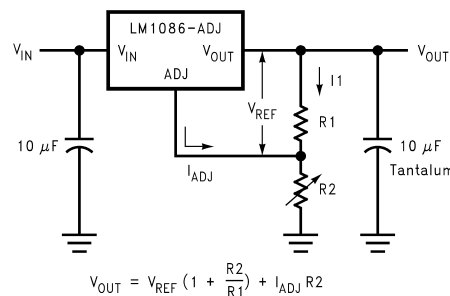 LM1086-ADJ
V_IN V_IN V_OUT V_OUT
ADJ
I1
V_REF
R1
10 μF
10 μF
Tantalum
I_ADJ
R2
V_OUT = V_REF (1 + R2/R1) + I_ADJ R2